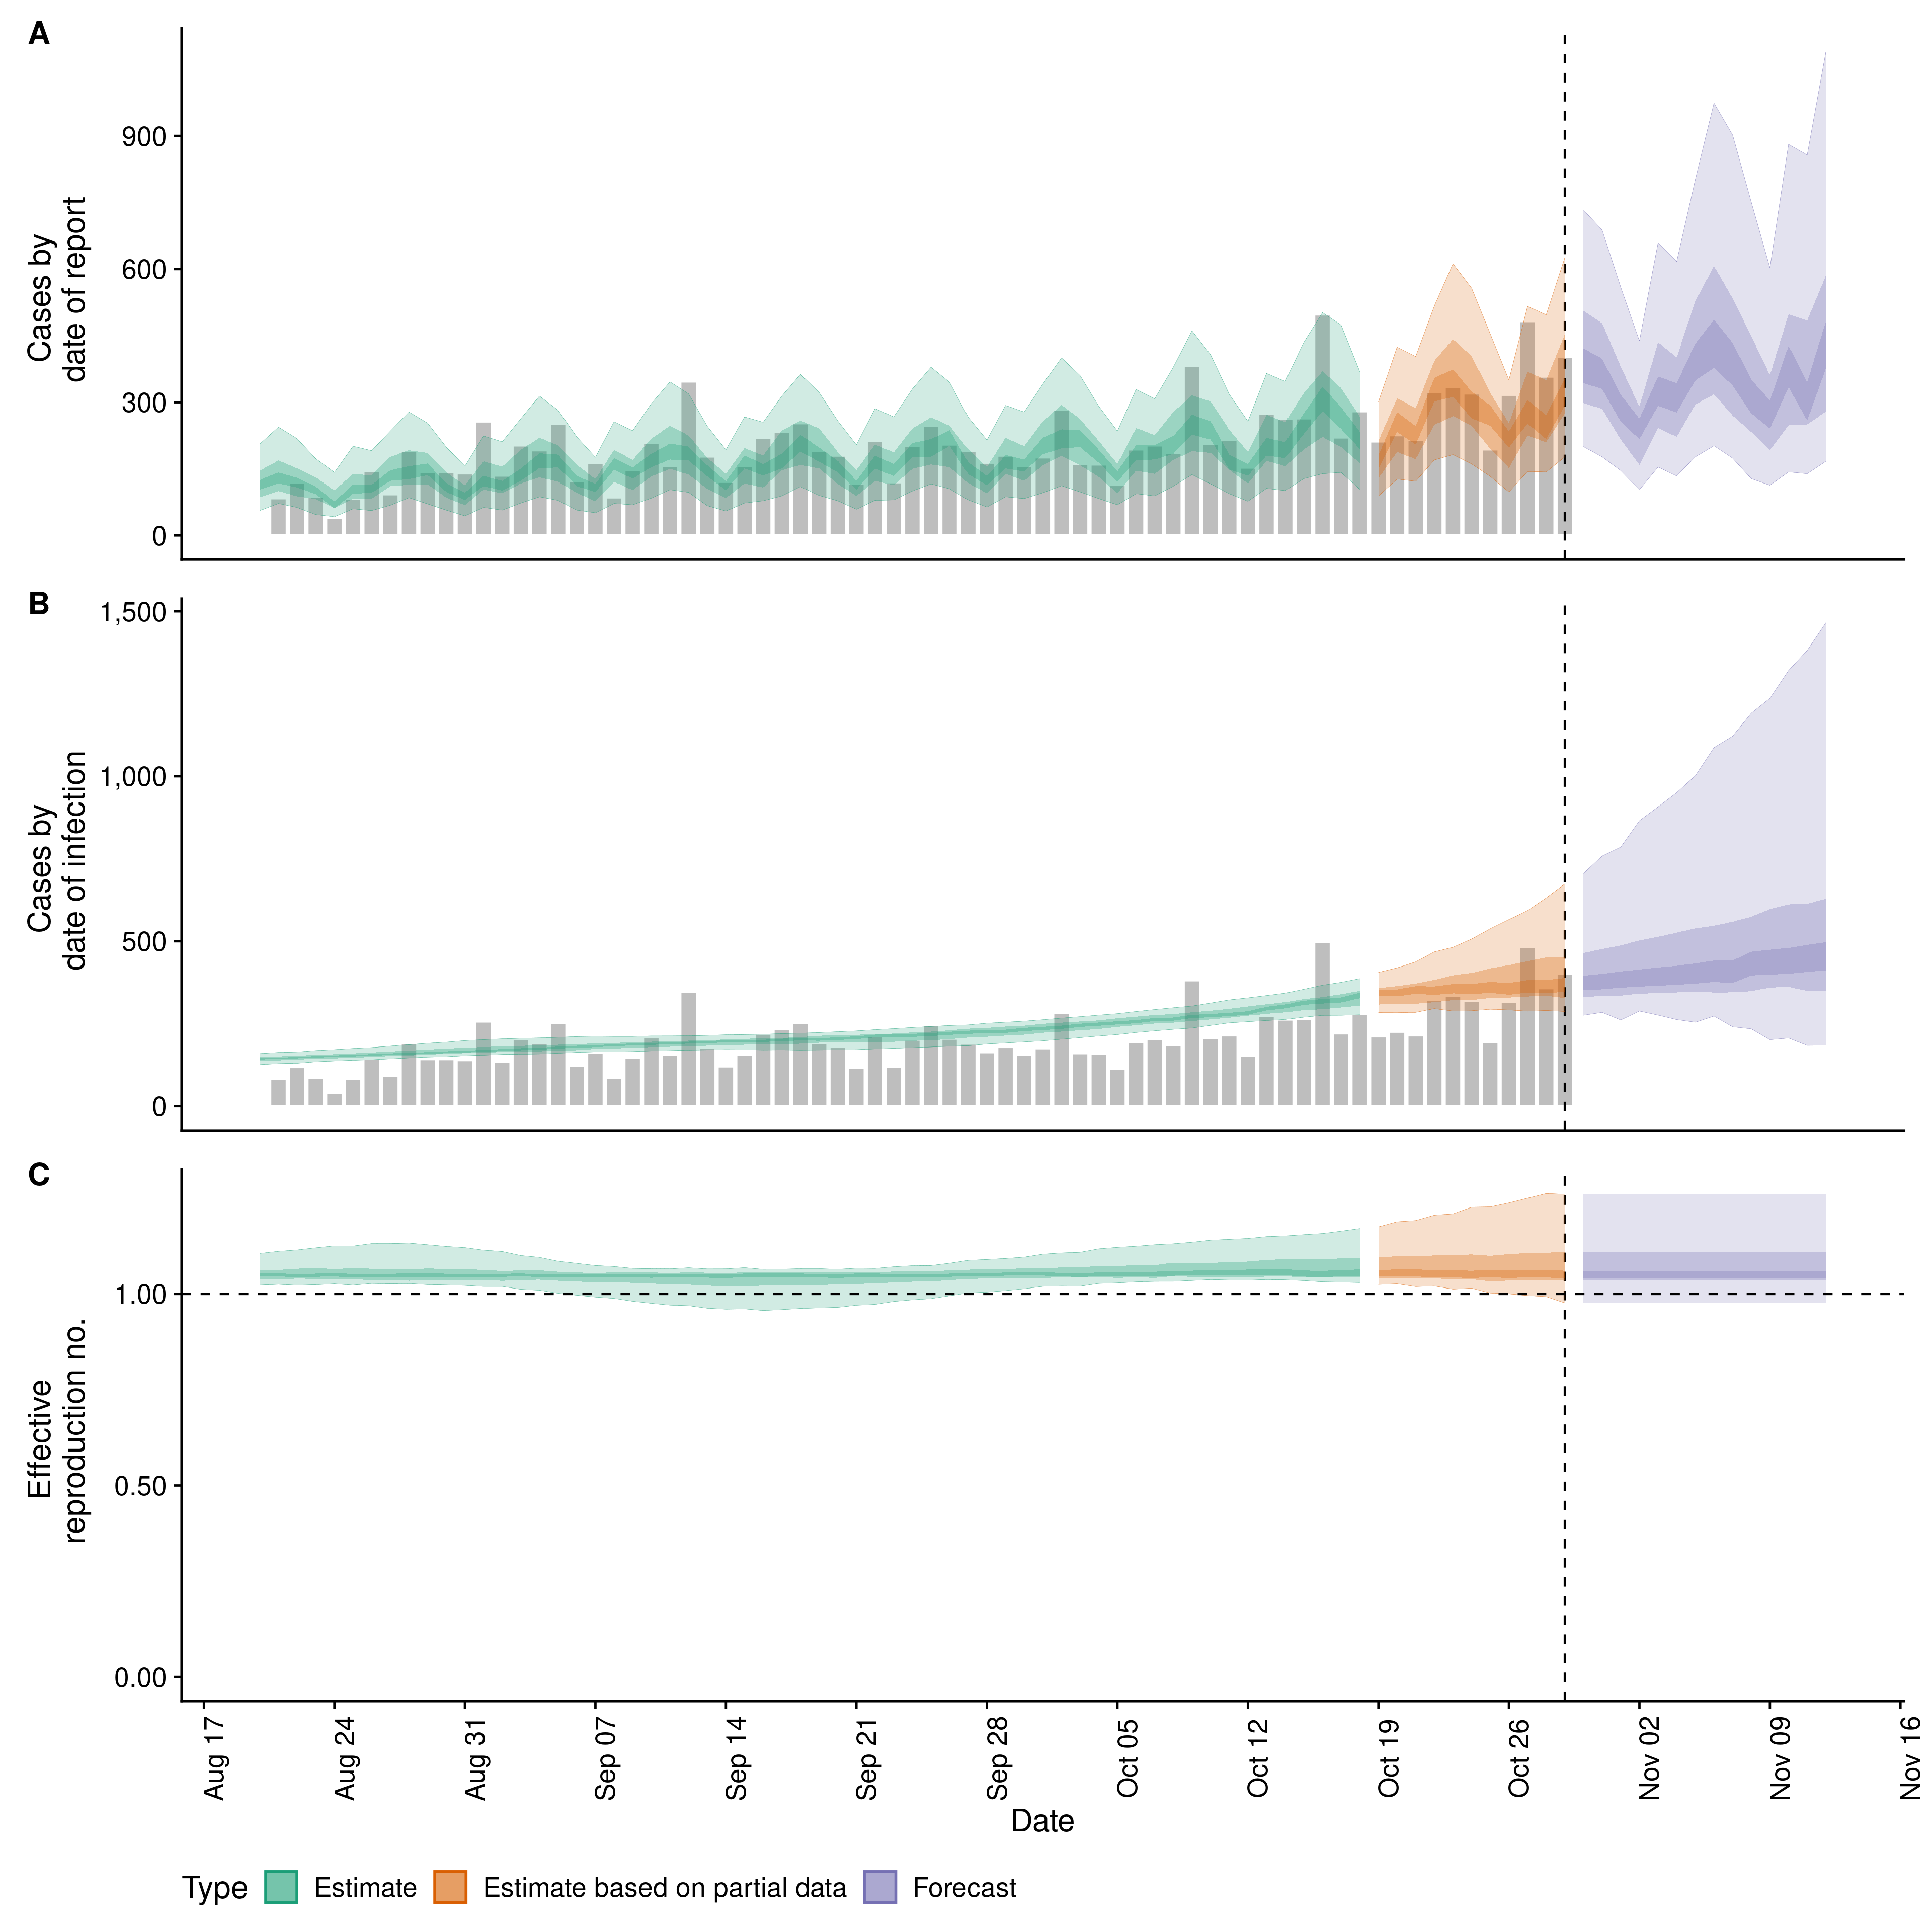 A
Cases by
date of report
900
600
300
0
B
Cases by
date of infection
1,500
1,000
500
0
C
Effective
reproduction no.
1.00
0.50
0.00
Aug 17
Aug 24
Aug 31
Sep 07
Sep 14
Sep 21
Sep 28
Oct 05
Oct 12
Oct 19
Oct 26
Nov 02
Nov 09
Nov 16
Date
Type Estimate Estimate based on partial data Forecast